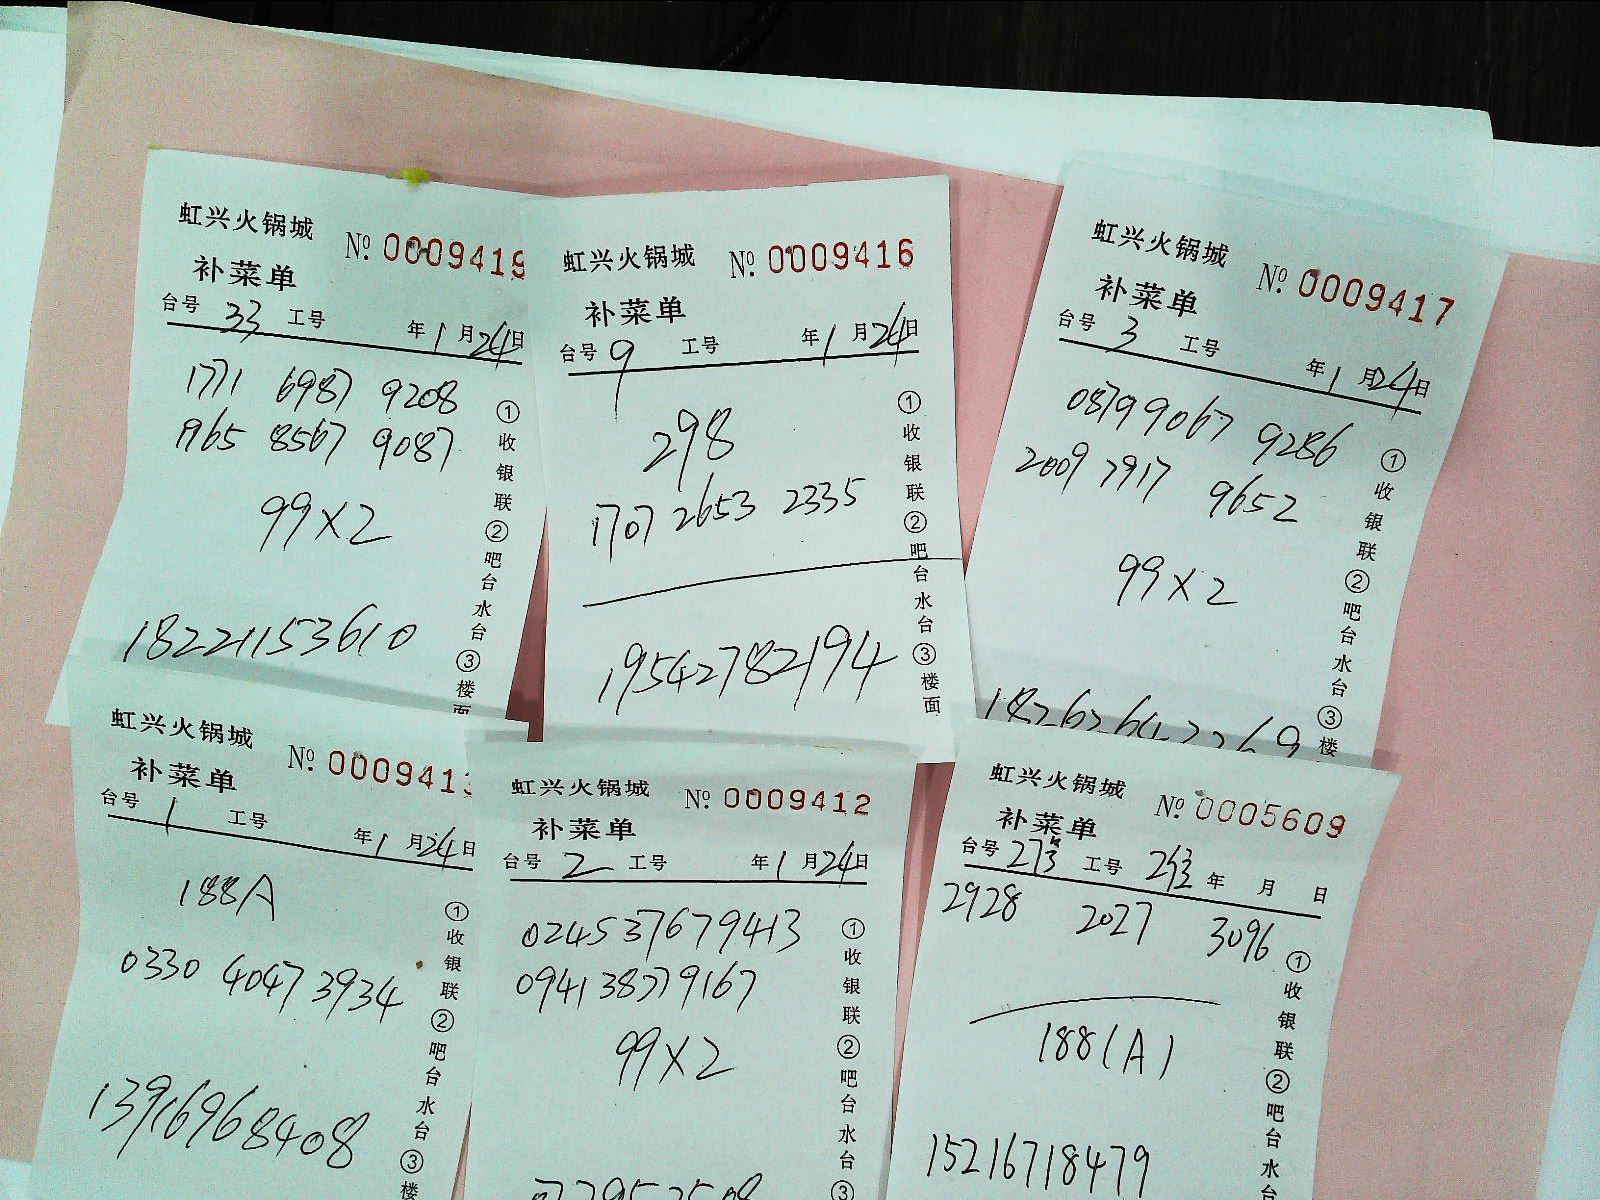 虹兴火锅城 № 0009419
补菜单
台号 33 工号 年 1 月 24 日
1771 6987 9208
1965 8567 9087
99×2
18221153610
①收银联②吧台水台③楼面
虹兴火锅城 № 0009416
补菜单
台号 9 工号 年 1 月 24 日
298
1707 2653 2335
19542782194
①收银联②吧台水台③楼面
虹兴火锅城 № 0009417
补菜单
台号 3 工号 年 1 月 24 日
08799067 9286
2009 7917 9652
99×2
①收银联②吧台水台③楼
虹兴火锅城 № 000941
补菜单
台号 1 工号 年 1 月 24 日
188A
0330 4047 3934
13916968408
①收银联②吧台水台③楼
虹兴火锅城 № 0009412
补菜单
台号 2 工号 年 1 月 24 日
024537679413
094138779167
99×2
①收银联②吧台水台③
虹兴火锅城 № 0005609
补菜单
台号 工号 年 月 日
2928 2027 3096
188(A)
15216718479
①收银联②吧台水台